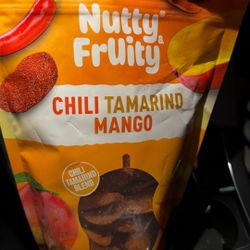 Nutty
& Fruity
CHILI TAMARIND
MANGO
CHILI
TAMARIND
BLEND